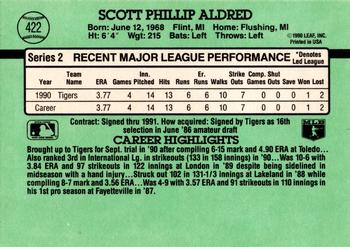 422
SCOTT PHILLIP ALDRED
Born: June 12, 1968 Flint, MI Home: Flushing, MI
Ht: 6'4" Wgt: 215 Bats: Left Throws: Left
© 1990 LEAF, INC.
Printed in USA
Series 2 RECENT MAJOR LEAGUE PERFORMANCE *Denotes Led League
ERA Games Inn. Pitched Hits Runs Er. Runs Walks Strike Outs Comp. Games Shut Outs Save Won Lost
1990 Tigers 3.77 4 14 13 6 6 10 7 0 0 0 1 2
Career 3.77 4 14 13 6 6 10 7 0 0 0 1 2
Contract: Signed thru 1991. How Acquired: Signed by Tigers as 16th
selection in June '86 amateur draft
MLB
CAREER HIGHLIGHTS
Brought up to Tigers for Sept. trial in '90 after compiling 6-15 mark and 4.90 ERA at Toledo...
Also ranked 3rd in International Lg. in strikeouts (133 in 158 innings) in '90...Was 10-6 with
3.84 ERA and 97 strikeouts in 122 innings at London in '89 despite being sidelined in
midseason with a hand injury...Struck out 102 in 131-1/3 innings at Lakeland in '88 while
compiling 8-7 mark and 3.56 ERA...Was 4-9 with 3.57 ERA and 91 strikeouts in 110 innings in
his 1st pro season at Fayetteville in '87.